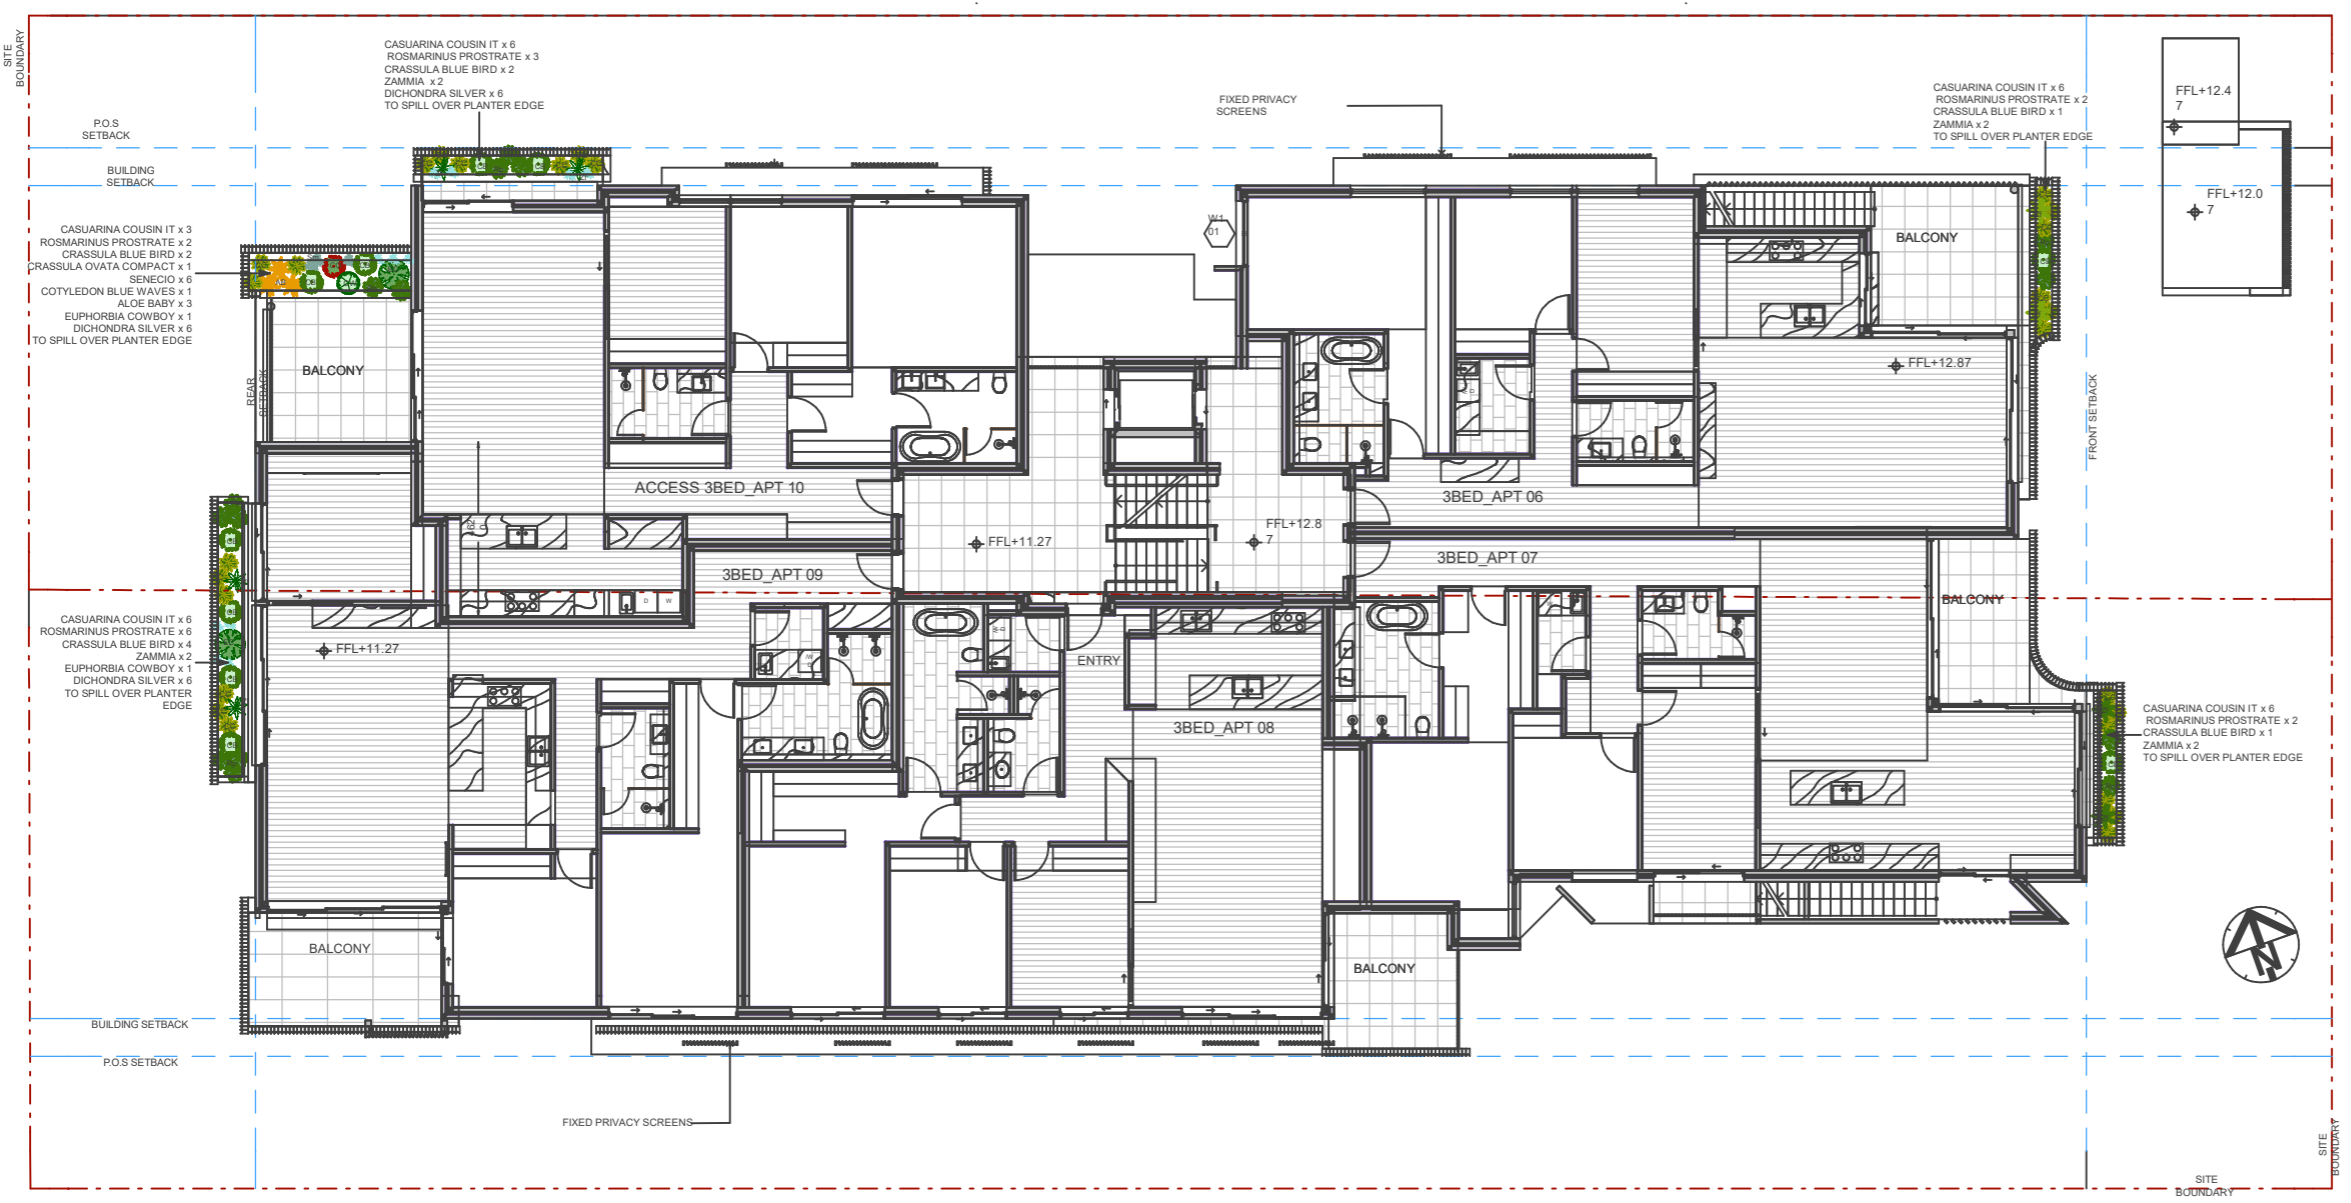 SITE
BOUNDARY
CASUARINA COUSIN IT x 6
ROSMARINUS PROSTRATE x 3
CRASSULA BLUE BIRD x 2
ZAMMIA x 2
DICHONDRA SILVER x 6
TO SPILL OVER PLANTER EDGE
FIXED PRIVACY
SCREENS
CASUARINA COUSIN IT x 6
ROSMARINUS PROSTRATE x 2
CRASSULA BLUE BIRD x 1
ZAMMIA x 2
TO SPILL OVER PLANTER EDGE
FFL+12.4
7
P.O.S
SETBACK
BUILDING
SETBACK
FFL+12.0
7
W1
01
BALCONY
CASUARINA COUSIN IT x 3
ROSMARINUS PROSTRATE x 2
CRASSULA BLUE BIRD x 2
CRASSULA OVATA COMPACT x 1
SENECIO x 6
COTYLEDON BLUE WAVES x 1
ALOE BABY x 3
EUPHORBIA COWBOY x 1
DICHONDRA SILVER x 6
TO SPILL OVER PLANTER EDGE
BALCONY
REAR
SETBACK
FFL+12.87
FRONT SETBACK
ACCESS 3BED_APT 10
3BED_APT 06
FFL+11.27
FFL+12.8
7
3BED_APT 09
3BED_APT 07
D
W
BALCONY
CASUARINA COUSIN IT x 6
ROSMARINUS PROSTRATE x 6
CRASSULA BLUE BIRD x 4
ZAMMIA x 2
EUPHORBIA COWBOY x 1
DICHONDRA SILVER x 6
TO SPILL OVER PLANTER
EDGE
FFL+11.27
ENTRY
3BED_APT 08
CASUARINA COUSIN IT x 6
ROSMARINUS PROSTRATE x 2
CRASSULA BLUE BIRD x 1
ZAMMIA x 2
TO SPILL OVER PLANTER EDGE
BALCONY
BALCONY
N
BUILDING SETBACK
P.O.S SETBACK
FIXED PRIVACY SCREENS
SITE
BOUNDARY
SITE
BOUNDARY